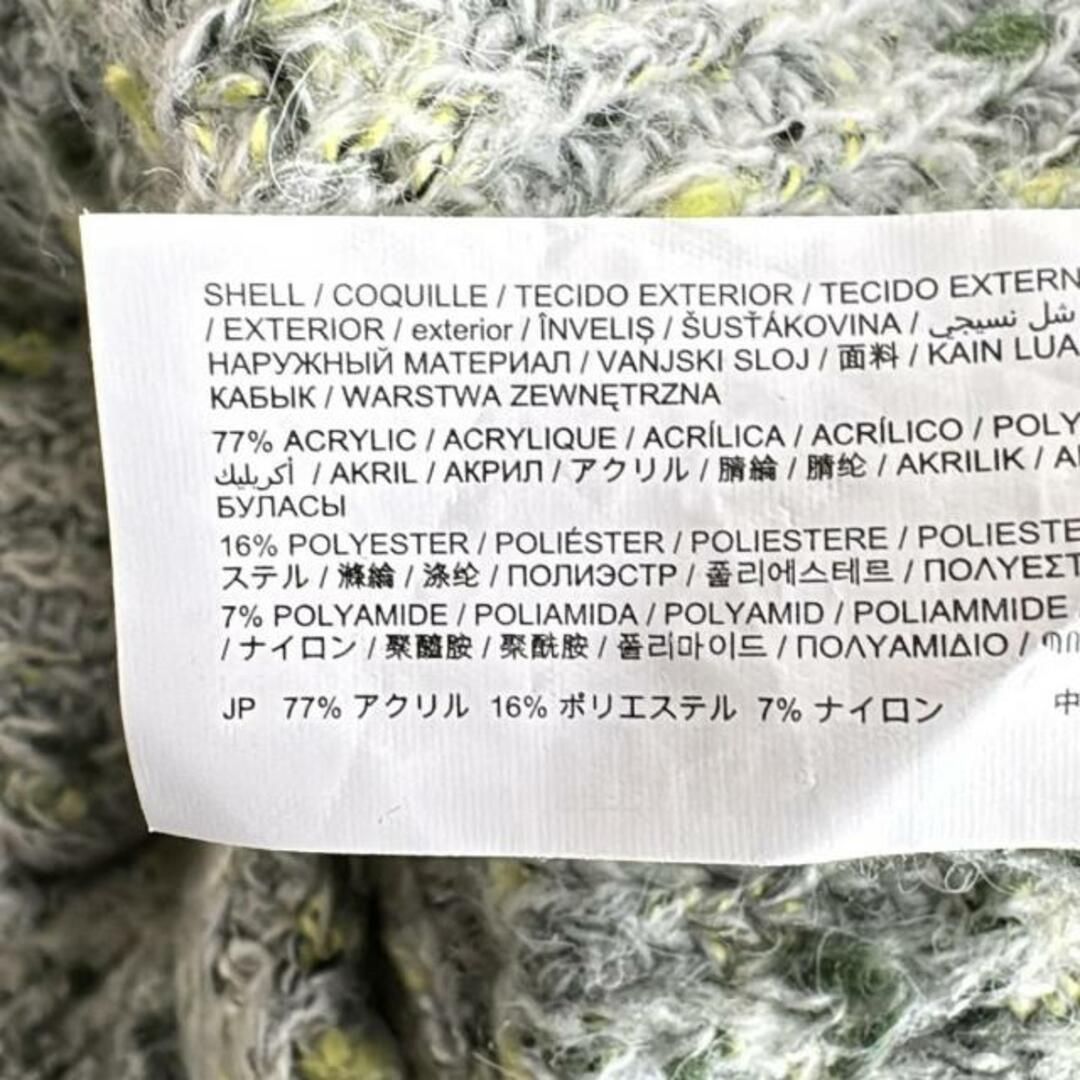 SHELL / COQUILLE / TECIDO EXTERIOR / TECIDO EXTERN
/ EXTERIOR / exterior / ÎNVELIŞ / ŠUSŤÁKOVINA / شل نسيجي
НАРУЖНЫЙ МАТЕРИАЛ / VANJSKI SLOJ / 面料 / KAIN LUA
КАБЫК / WARSTWA ZEWNĘTRZNA
77% ACRYLIC / ACRYLIQUE / ACRÍLICA / ACRÍLICO / POLY
أكريليك / AKRIL / АКРИЛ / アクリル / 腈綸 / 腈纶 / AKRILIK / A
БУЛАСЫ
16% POLYESTER / POLIÉSTER / POLIESTERE / POLIESTE
ステル / 滌綸 / 涤纶 / ПОЛИЭСТР / 폴리에스테르 / ΠΟΛΥΕΣΤ
7% POLYAMIDE / POLIAMIDA / POLYAMID / POLIAMMIDE
/ ナイロン / 聚醯胺 / 聚酰胺 / 폴리마이드 / ΠΟΛΥΑΜΙΔΙΟ /
JP 77% アクリル 16% ポリエステル 7% ナイロン 中